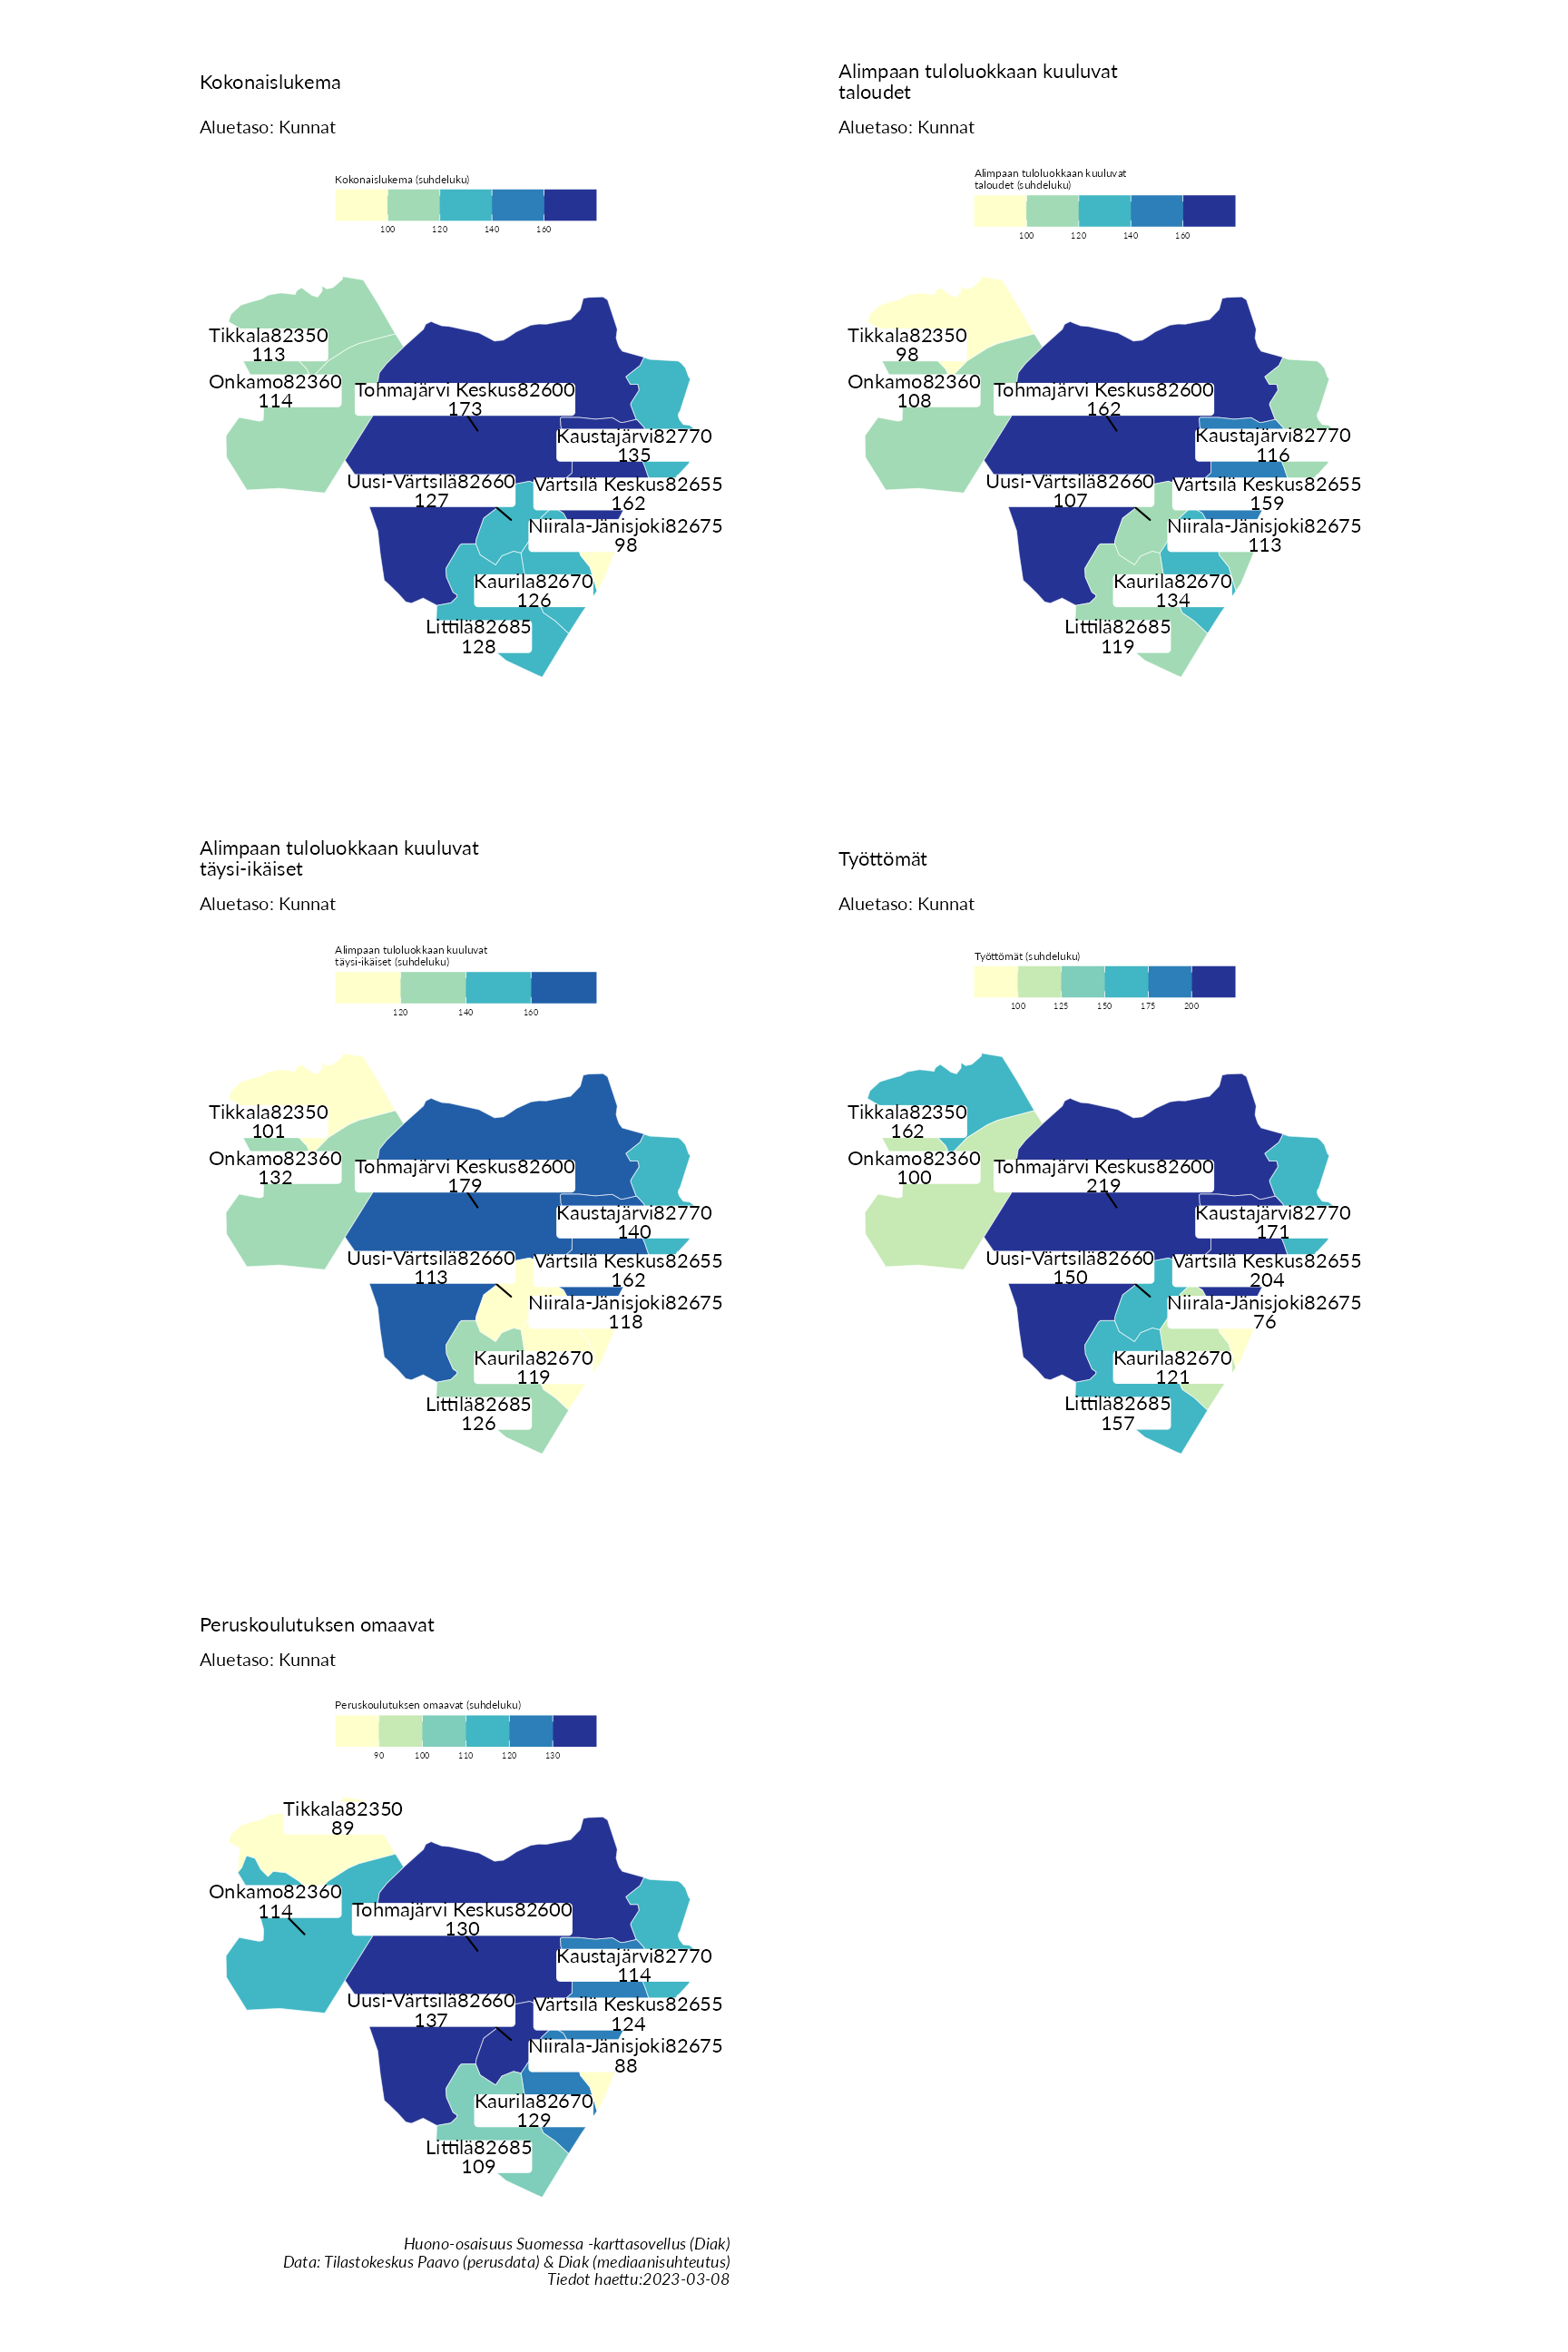 Kokonaislukema
Aluetaso: Kunnat
Kokonaislukema (suhdeluku)
100 120 140 160
Tikkala82350
113
Onkamo82360
114
Tohmajärvi Keskus82600
173
Kaustajärvi82770
135
Uusi-Värtsilä82660
127
Värtsilä Keskus82655
162
Niirala-Jänisjoki82675
98
Kaurila82670
126
Littilä82685
128
Alimpaan tuloluokkaan kuuluvat
taloudet
Aluetaso: Kunnat
Alimpaan tuloluokkaan kuuluvat
taloudet (suhdeluku)
100 120 140 160
Tikkala82350
98
Onkamo82360
108
Tohmajärvi Keskus82600
162
Kaustajärvi82770
116
Uusi-Värtsilä82660
107
Värtsilä Keskus82655
159
Niirala-Jänisjoki82675
113
Kaurila82670
134
Littilä82685
119
Alimpaan tuloluokkaan kuuluvat
täysi-ikäiset
Aluetaso: Kunnat
Alimpaan tuloluokkaan kuuluvat
täysi-ikäiset (suhdeluku)
120 140 160
Tikkala82350
101
Onkamo82360
132
Tohmajärvi Keskus82600
179
Kaustajärvi82770
140
Uusi-Värtsilä82660
113
Värtsilä Keskus82655
162
Niirala-Jänisjoki82675
118
Kaurila82670
119
Littilä82685
126
Työttömät
Aluetaso: Kunnat
Työttömät (suhdeluku)
100 125 150 175 200
Tikkala82350
162
Onkamo82360
100
Tohmajärvi Keskus82600
219
Kaustajärvi82770
171
Uusi-Värtsilä82660
150
Värtsilä Keskus82655
204
Niirala-Jänisjoki82675
76
Kaurila82670
121
Littilä82685
157
Peruskoulutuksen omaavat
Aluetaso: Kunnat
Peruskoulutuksen omaavat (suhdeluku)
90 100 110 120 130
Tikkala82350
89
Onkamo82360
114
Tohmajärvi Keskus82600
130
Kaustajärvi82770
114
Uusi-Värtsilä82660
137
Värtsilä Keskus82655
124
Niirala-Jänisjoki82675
88
Kaurila82670
129
Littilä82685
109
Huono-osaisuus Suomessa -karttasovellus (Diak)
Data: Tilastokeskus Paavo (perusdata) & Diak (mediaanisuhteutus)
Tiedot haettu:2023-03-08